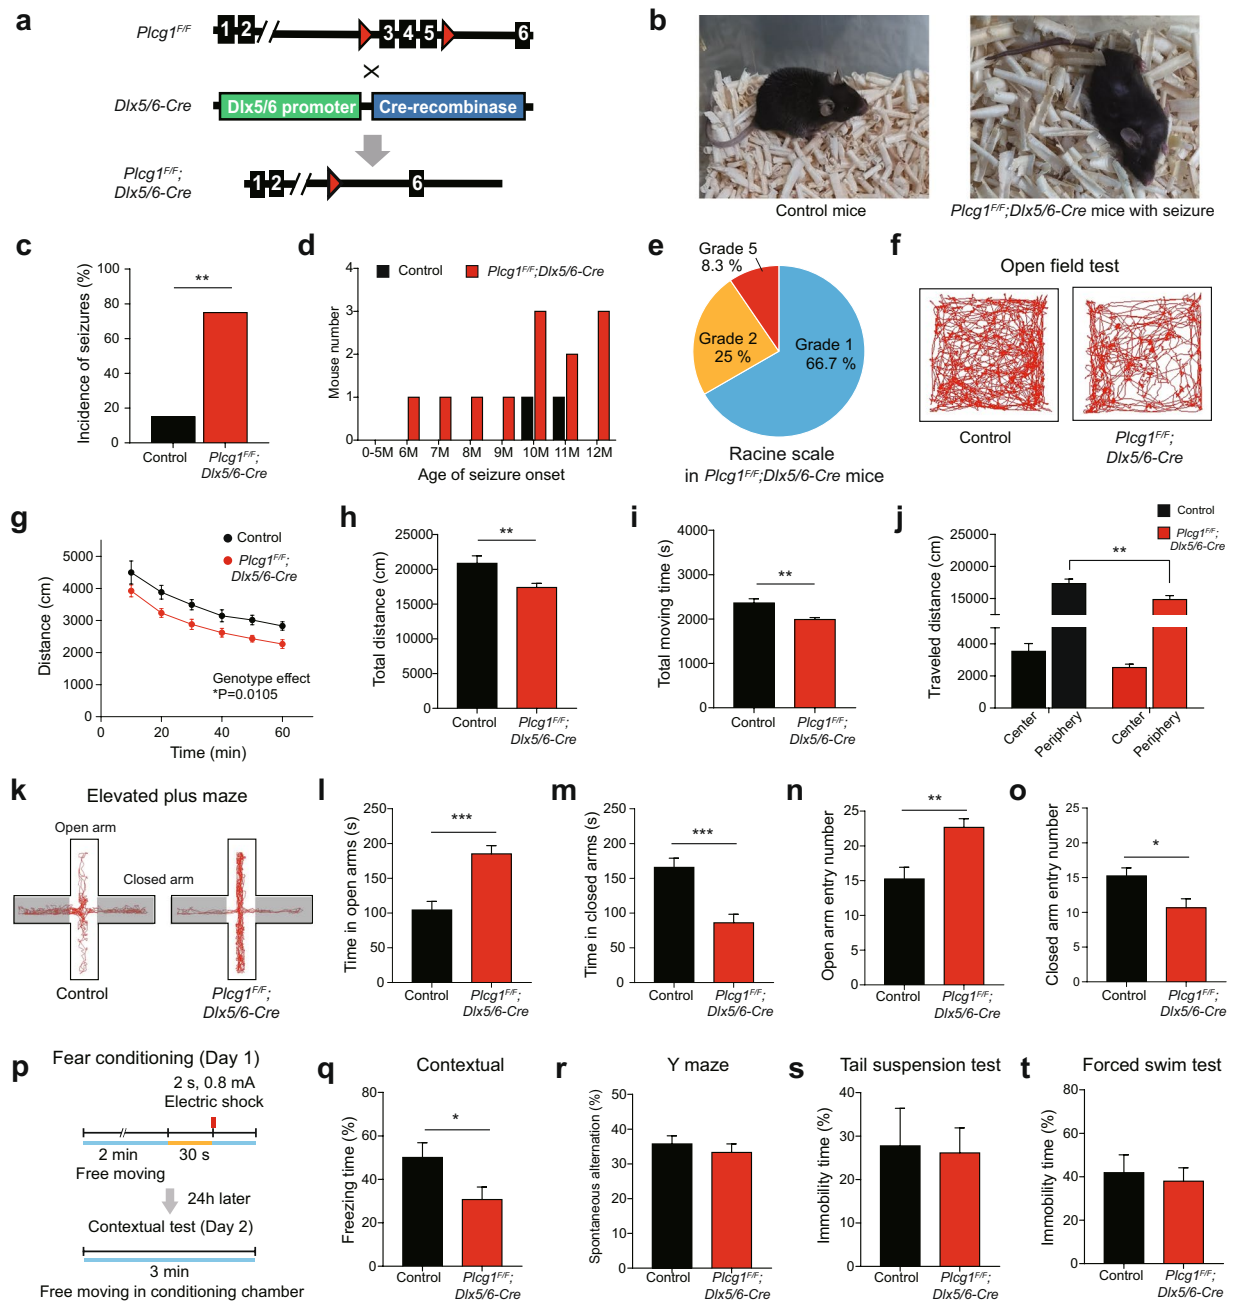 a
Plcg1F/F
1 2 3 4 5 6
×
Dlx5/6-Cre
Dlx5/6 promoter
Cre-recombinase
Plcg1F/F;
Dlx5/6-Cre
1 2 6
b
Control mice
Plcg1F/F;Dlx5/6-Cre mice with seizure
c
Incidence of seizures (%)
100
80
60
40
20
0
**
Control
Plcg1F/F;
Dlx5/6-Cre
d
Control
Plcg1F/F;Dlx5/6-Cre
Mouse number
4
3
2
1
0
0-5M 6M 7M 8M 9M 10M 11M 12M
Age of seizure onset
e
Grade 5
8.3 %
Grade 2
25 %
Grade 1
66.7 %
Racine scale
in Plcg1F/F;Dlx5/6-Cre mice
f
Open field test
Control
Plcg1F/F;
Dlx5/6-Cre
g
Distance (cm)
5000
4000
3000
2000
1000
0
Control
Plcg1F/F;
Dlx5/6-Cre
Genotype effect
*P=0.0105
0 20 40 60
Time (min)
h
Total distance (cm)
25000
20000
15000
10000
5000
0
**
Control
Plcg1F/F;
Dlx5/6-Cre
i
Total moving time (s)
4000
3000
2000
1000
0
**
Control
Plcg1F/F;
Dlx5/6-Cre
j
Control
Plcg1F/F;
Dlx5/6-Cre
Traveled distance (cm)
25000
20000
15000
4000
2000
0
**
Center
Periphery
Center
Periphery
k
Elevated plus maze
Open arm
Closed arm
Control
Plcg1F/F;
Dlx5/6-Cre
l
Time in open arms (s)
250
200
150
100
50
0
***
Control
Plcg1F/F;
Dlx5/6-Cre
m
Time in closed arms (s)
250
200
150
100
50
0
***
Control
Plcg1F/F;
Dlx5/6-Cre
n
Open arm entry number
25
20
15
10
5
0
**
Control
Plcg1F/F;
Dlx5/6-Cre
o
Closed arm entry number
25
20
15
10
5
0
*
Control
Plcg1F/F;
Dlx5/6-Cre
p
Fear conditioning (Day 1)
2 s, 0.8 mA
Electric shock
2 min
30 s
Free moving
24h later
Contextual test (Day 2)
3 min
Free moving in conditioning chamber
q
Contextual
Freezing time (%)
80
60
40
20
0
*
Control
Plcg1F/F;
Dlx5/6-Cre
r
Y maze
Spontaneous alternation (%)
50
40
30
20
10
0
Control
Plcg1F/F;
Dlx5/6-Cre
s
Tail suspension test
Immobility time (%)
40
30
20
10
0
Control
Plcg1F/F;
Dlx5/6-Cre
t
Forced swim test
Immobility time (%)
80
60
40
20
0
Control
Plcg1F/F;
Dlx5/6-Cre